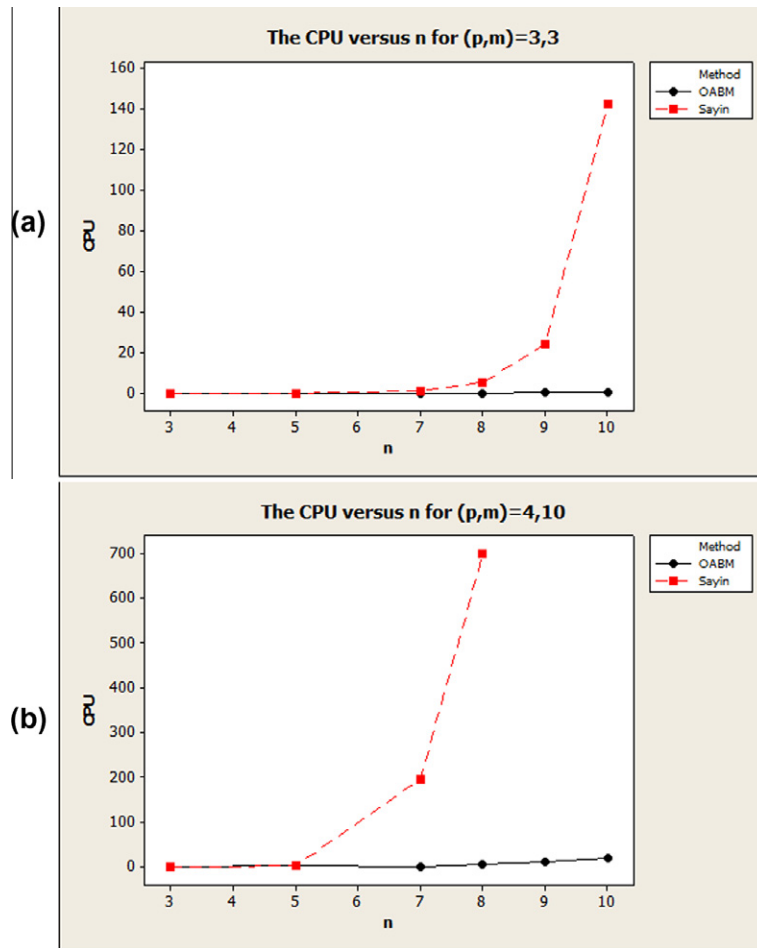 (a)
The CPU versus n for (p,m)=3,3
160
140
120
100
80
60
40
20
0
CPU
3 4 5 6 7 8 9 10
n
Method
OABM
Sayin
(b)
The CPU versus n for (p,m)=4,10
700
600
500
400
300
200
100
0
CPU
3 4 5 6 7 8 9 10
n
Method
OABM
Sayin